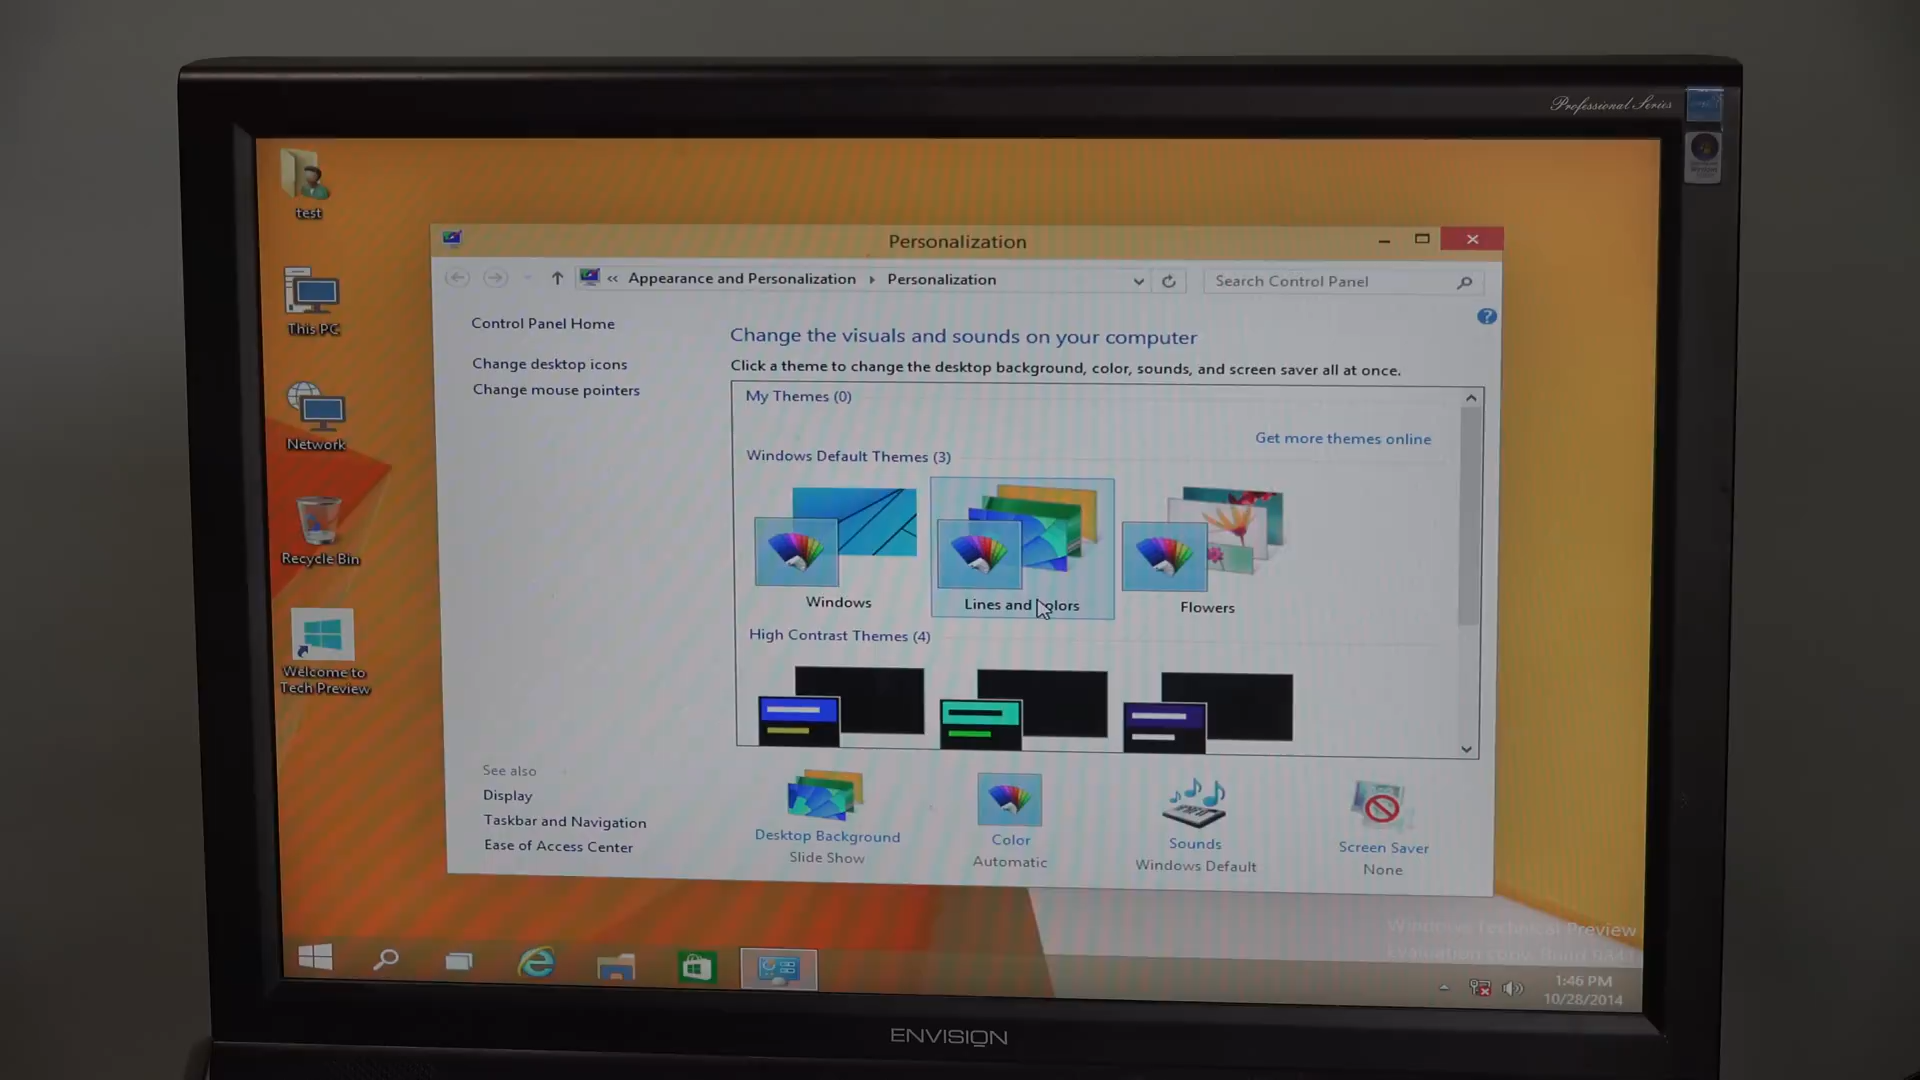 Professional Series
test
This PC
Network
Recycle Bin
Welcome to
Tech Preview
Personalization
« Appearance and Personalization ▸ Personalization
Search Control Panel
Control Panel Home
Change desktop icons
Change mouse pointers
Change the visuals and sounds on your computer
Click a theme to change the desktop background, color, sounds, and screen saver all at once.
My Themes (0)
Get more themes online
Windows Default Themes (3)
Windows
Lines and Colors
Flowers
High Contrast Themes (4)
See also
Display
Taskbar and Navigation
Ease of Access Center
Desktop Background
Slide Show
Color
Automatic
Sounds
Windows Default
Screen Saver
None
Windows Technical Preview
Evaluation copy. Build 9841
1:46 PM
10/28/2014
ENVISION